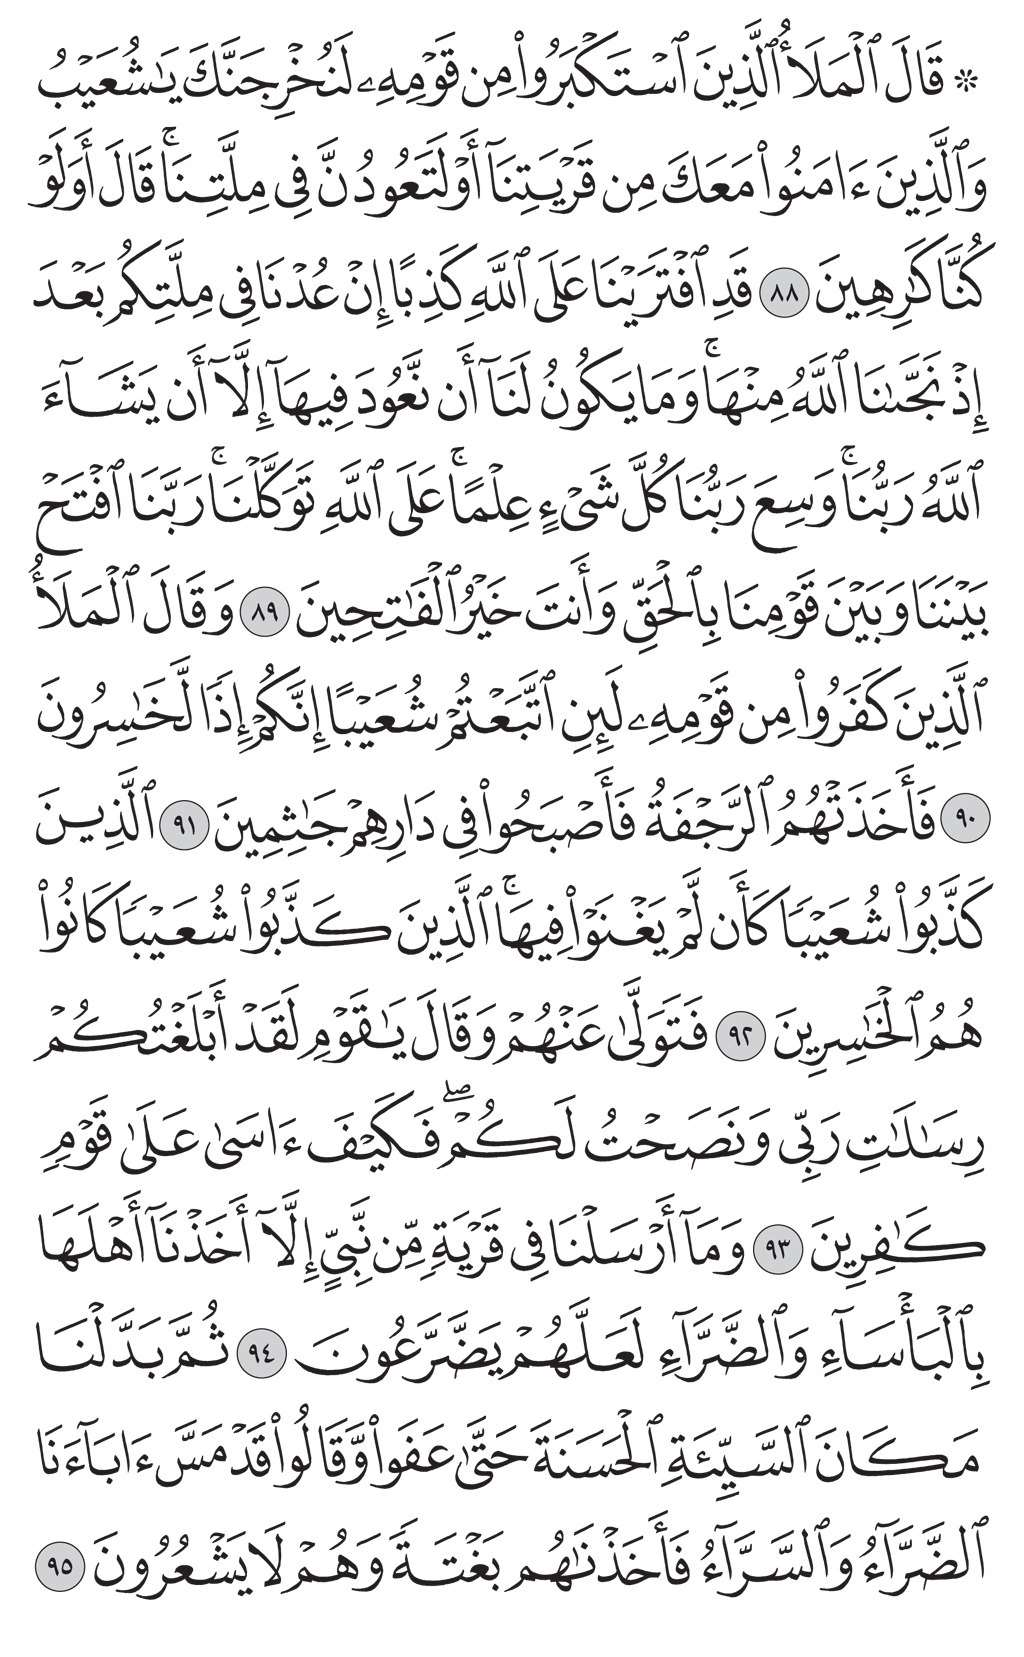 ۞ قَالَ ٱلْمَلَأُ ٱلَّذِينَ ٱسْتَكْبَرُوا۟ مِن قَوْمِهِۦ لَنُخْرِجَنَّكَ يَـٰشُعَيْبُ
وَٱلَّذِينَ ءَامَنُوا۟ مَعَكَ مِن قَرْيَتِنَآ أَوْ لَتَعُودُنَّ فِى مِلَّتِنَا ۚ قَالَ أَوَلَوْ
كُنَّا كَـٰرِهِينَ ٨٨ قَدِ ٱفْتَرَيْنَا عَلَى ٱللَّهِ كَذِبًا إِنْ عُدْنَا فِى مِلَّتِكُم بَعْدَ
إِذْ نَجَّىٰنَا ٱللَّهُ مِنْهَا ۚ وَمَا يَكُونُ لَنَآ أَن نَّعُودَ فِيهَآ إِلَّآ أَن يَشَآءَ
ٱللَّهُ رَبُّنَا ۚ وَسِعَ رَبُّنَا كُلَّ شَىْءٍ عِلْمًا ۚ عَلَى ٱللَّهِ تَوَكَّلْنَا ۚ رَبَّنَا ٱفْتَحْ
بَيْنَنَا وَبَيْنَ قَوْمِنَا بِٱلْحَقِّ وَأَنتَ خَيْرُ ٱلْفَـٰتِحِينَ ٨٩ وَقَالَ ٱلْمَلَأُ
ٱلَّذِينَ كَفَرُوا۟ مِن قَوْمِهِۦ لَئِنِ ٱتَّبَعْتُمْ شُعَيْبًا إِنَّكُمْ إِذًا لَّخَـٰسِرُونَ
٩٠ فَأَخَذَتْهُمُ ٱلرَّجْفَةُ فَأَصْبَحُوا۟ فِى دَارِهِمْ جَـٰثِمِينَ ٩١ ٱلَّذِينَ
كَذَّبُوا۟ شُعَيْبًا كَأَن لَّمْ يَغْنَوْا۟ فِيهَا ۚ ٱلَّذِينَ كَذَّبُوا۟ شُعَيْبًا كَانُوا۟
هُمُ ٱلْخَـٰسِرِينَ ٩٢ فَتَوَلَّىٰ عَنْهُمْ وَقَالَ يَـٰقَوْمِ لَقَدْ أَبْلَغْتُكُمْ
رِسَـٰلَـٰتِ رَبِّى وَنَصَحْتُ لَكُمْ ۖ فَكَيْفَ ءَاسَىٰ عَلَىٰ قَوْمٍ
كَـٰفِرِينَ ٩٣ وَمَآ أَرْسَلْنَا فِى قَرْيَةٍ مِّن نَّبِىٍّ إِلَّآ أَخَذْنَآ أَهْلَهَا
بِٱلْبَأْسَآءِ وَٱلضَّرَّآءِ لَعَلَّهُمْ يَضَّرَّعُونَ ٩٤ ثُمَّ بَدَّلْنَا
مَكَانَ ٱلسَّيِّئَةِ ٱلْحَسَنَةَ حَتَّىٰ عَفَوا۟ وَّقَالُوا۟ قَدْ مَسَّ ءَابَآءَنَا
ٱلضَّرَّآءُ وَٱلسَّرَّآءُ فَأَخَذْنَـٰهُم بَغْتَةً وَهُمْ لَا يَشْعُرُونَ ٩٥